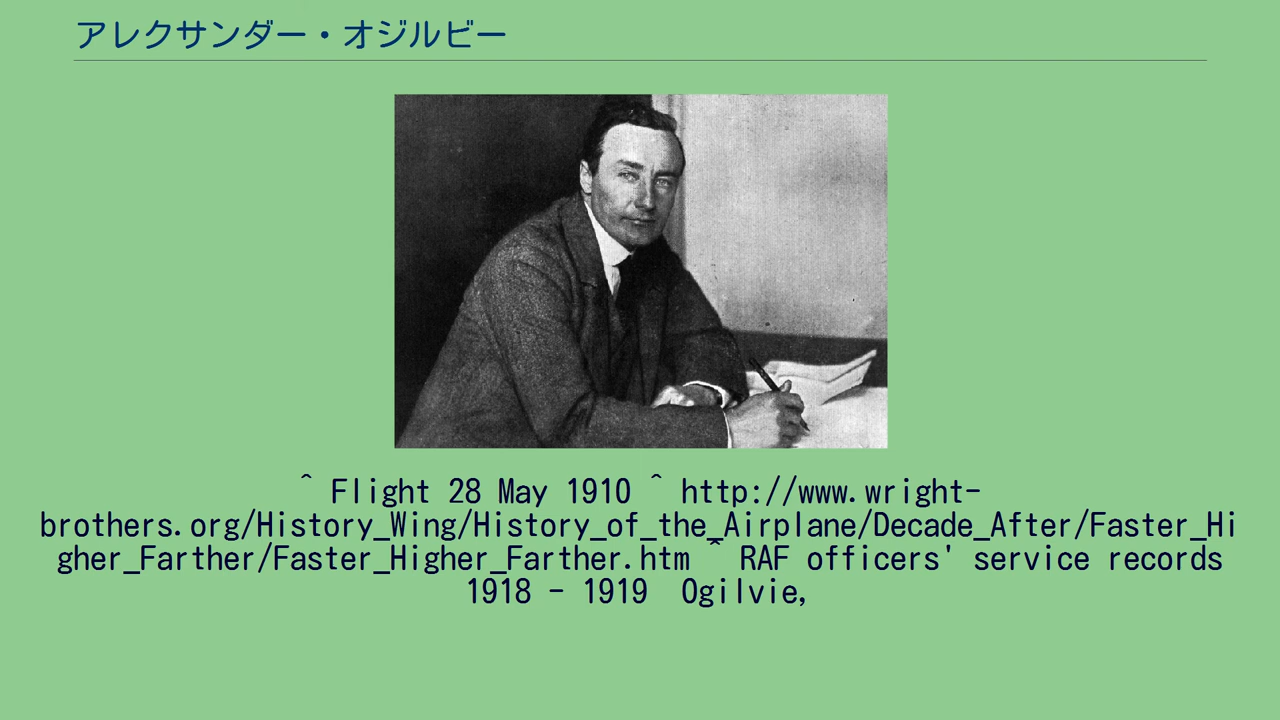 アレクサンダー・オジルビー
^ Flight 28 May 1910 ^ http://www.wright-
brothers.org/History_Wing/History_of_the_Airplane/Decade_After/Faster_Hi
gher_Farther/Faster_Higher_Farther.htm ^ RAF officers' service records
1918 - 1919  Ogilvie,